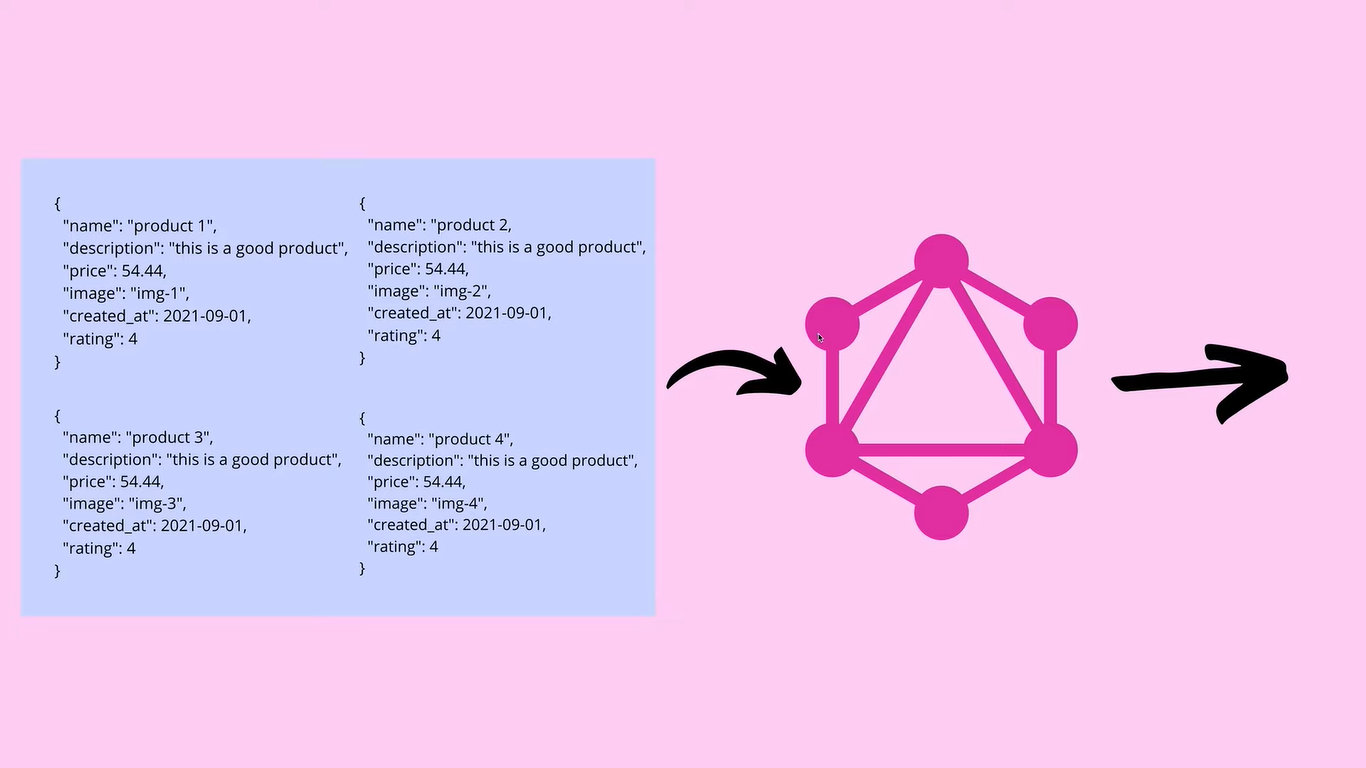 {
"name": "product 1",
"description": "this is a good product",
"price": 54.44,
"image": "img-1",
"created_at": 2021-09-01,
"rating": 4
}
{
"name": "product 2,
"description": "this is a good product",
"price": 54.44,
"image": "img-2",
"created_at": 2021-09-01,
"rating": 4
}
{
"name": "product 3",
"description": "this is a good product",
"price": 54.44,
"image": "img-3",
"created_at": 2021-09-01,
"rating": 4
}
{
"name": "product 4",
"description": "this is a good product",
"price": 54.44,
"image": "img-4",
"created_at": 2021-09-01,
"rating": 4
}